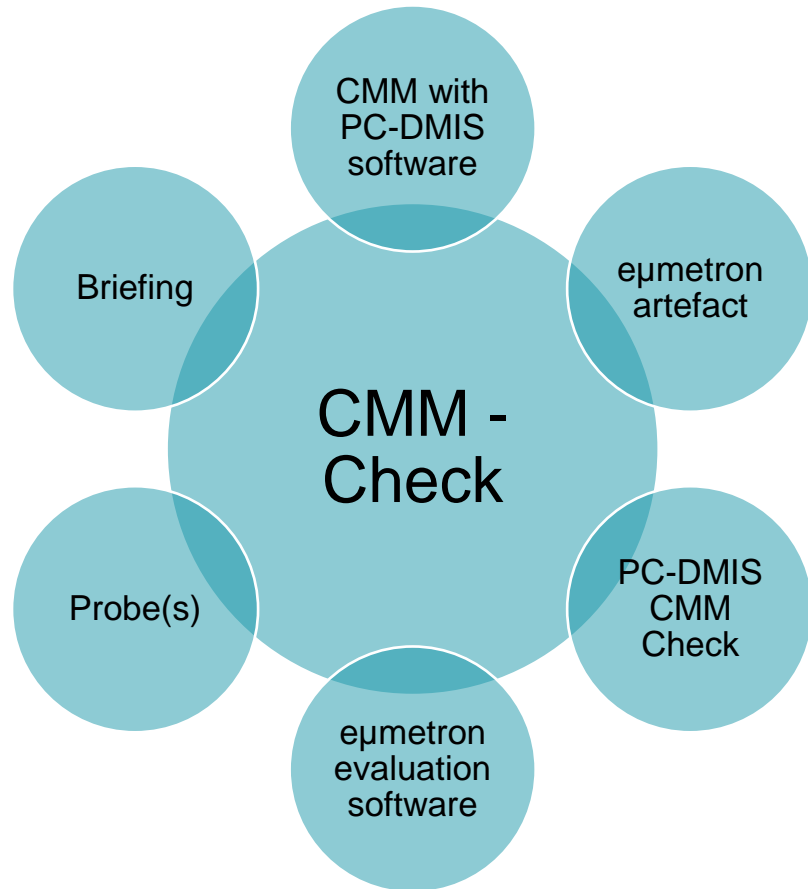 CMM with
PC-DMIS
software
eµmetron
artefact
PC-DMIS
CMM
Check
eµmetron
evaluation
software
Probe(s)
Briefing
CMM -
Check